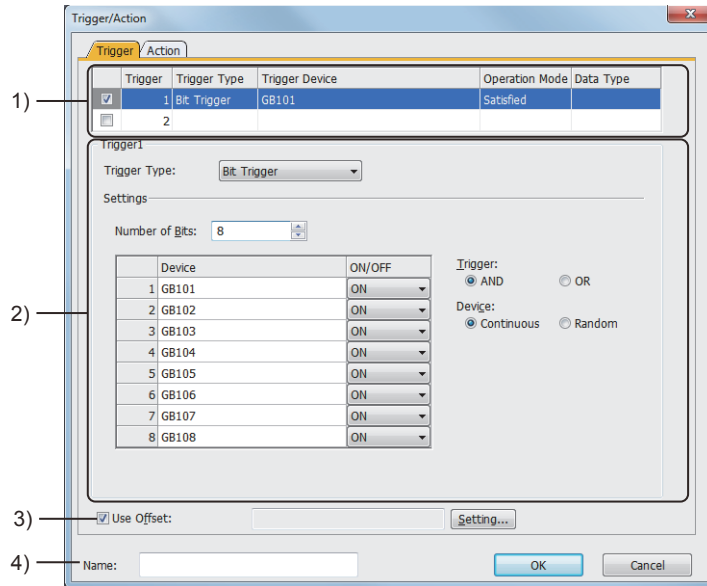 Trigger/Action
Trigger Action
Trigger Trigger Type Trigger Device Operation Mode Data Type
1) 1 Bit Trigger GB101 Satisfied
2
Trigger1
Trigger Type: Bit Trigger
Settings
Number of Bits: 8
Device ON/OFF Trigger:
1 GB101 ON AND OR
2 GB102 ON Device:
2) 3 GB103 ON Continuous Random
4 GB104 ON
5 GB105 ON
6 GB106 ON
7 GB107 ON
8 GB108 ON
3) Use Offset: Setting...
4) Name: OK Cancel